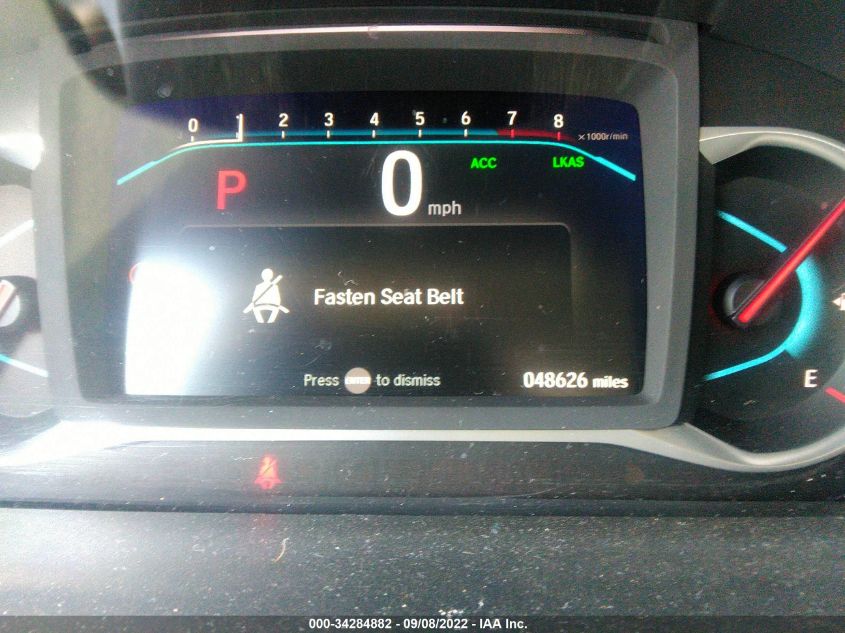 0 1 2 3 4 5 6 7 8 ×1000r/min
P 0 mph ACC LKAS
Fasten Seat Belt
Press ENTER to dismiss 048626 miles
E
000-34284882 - 09/08/2022 - IAA Inc.